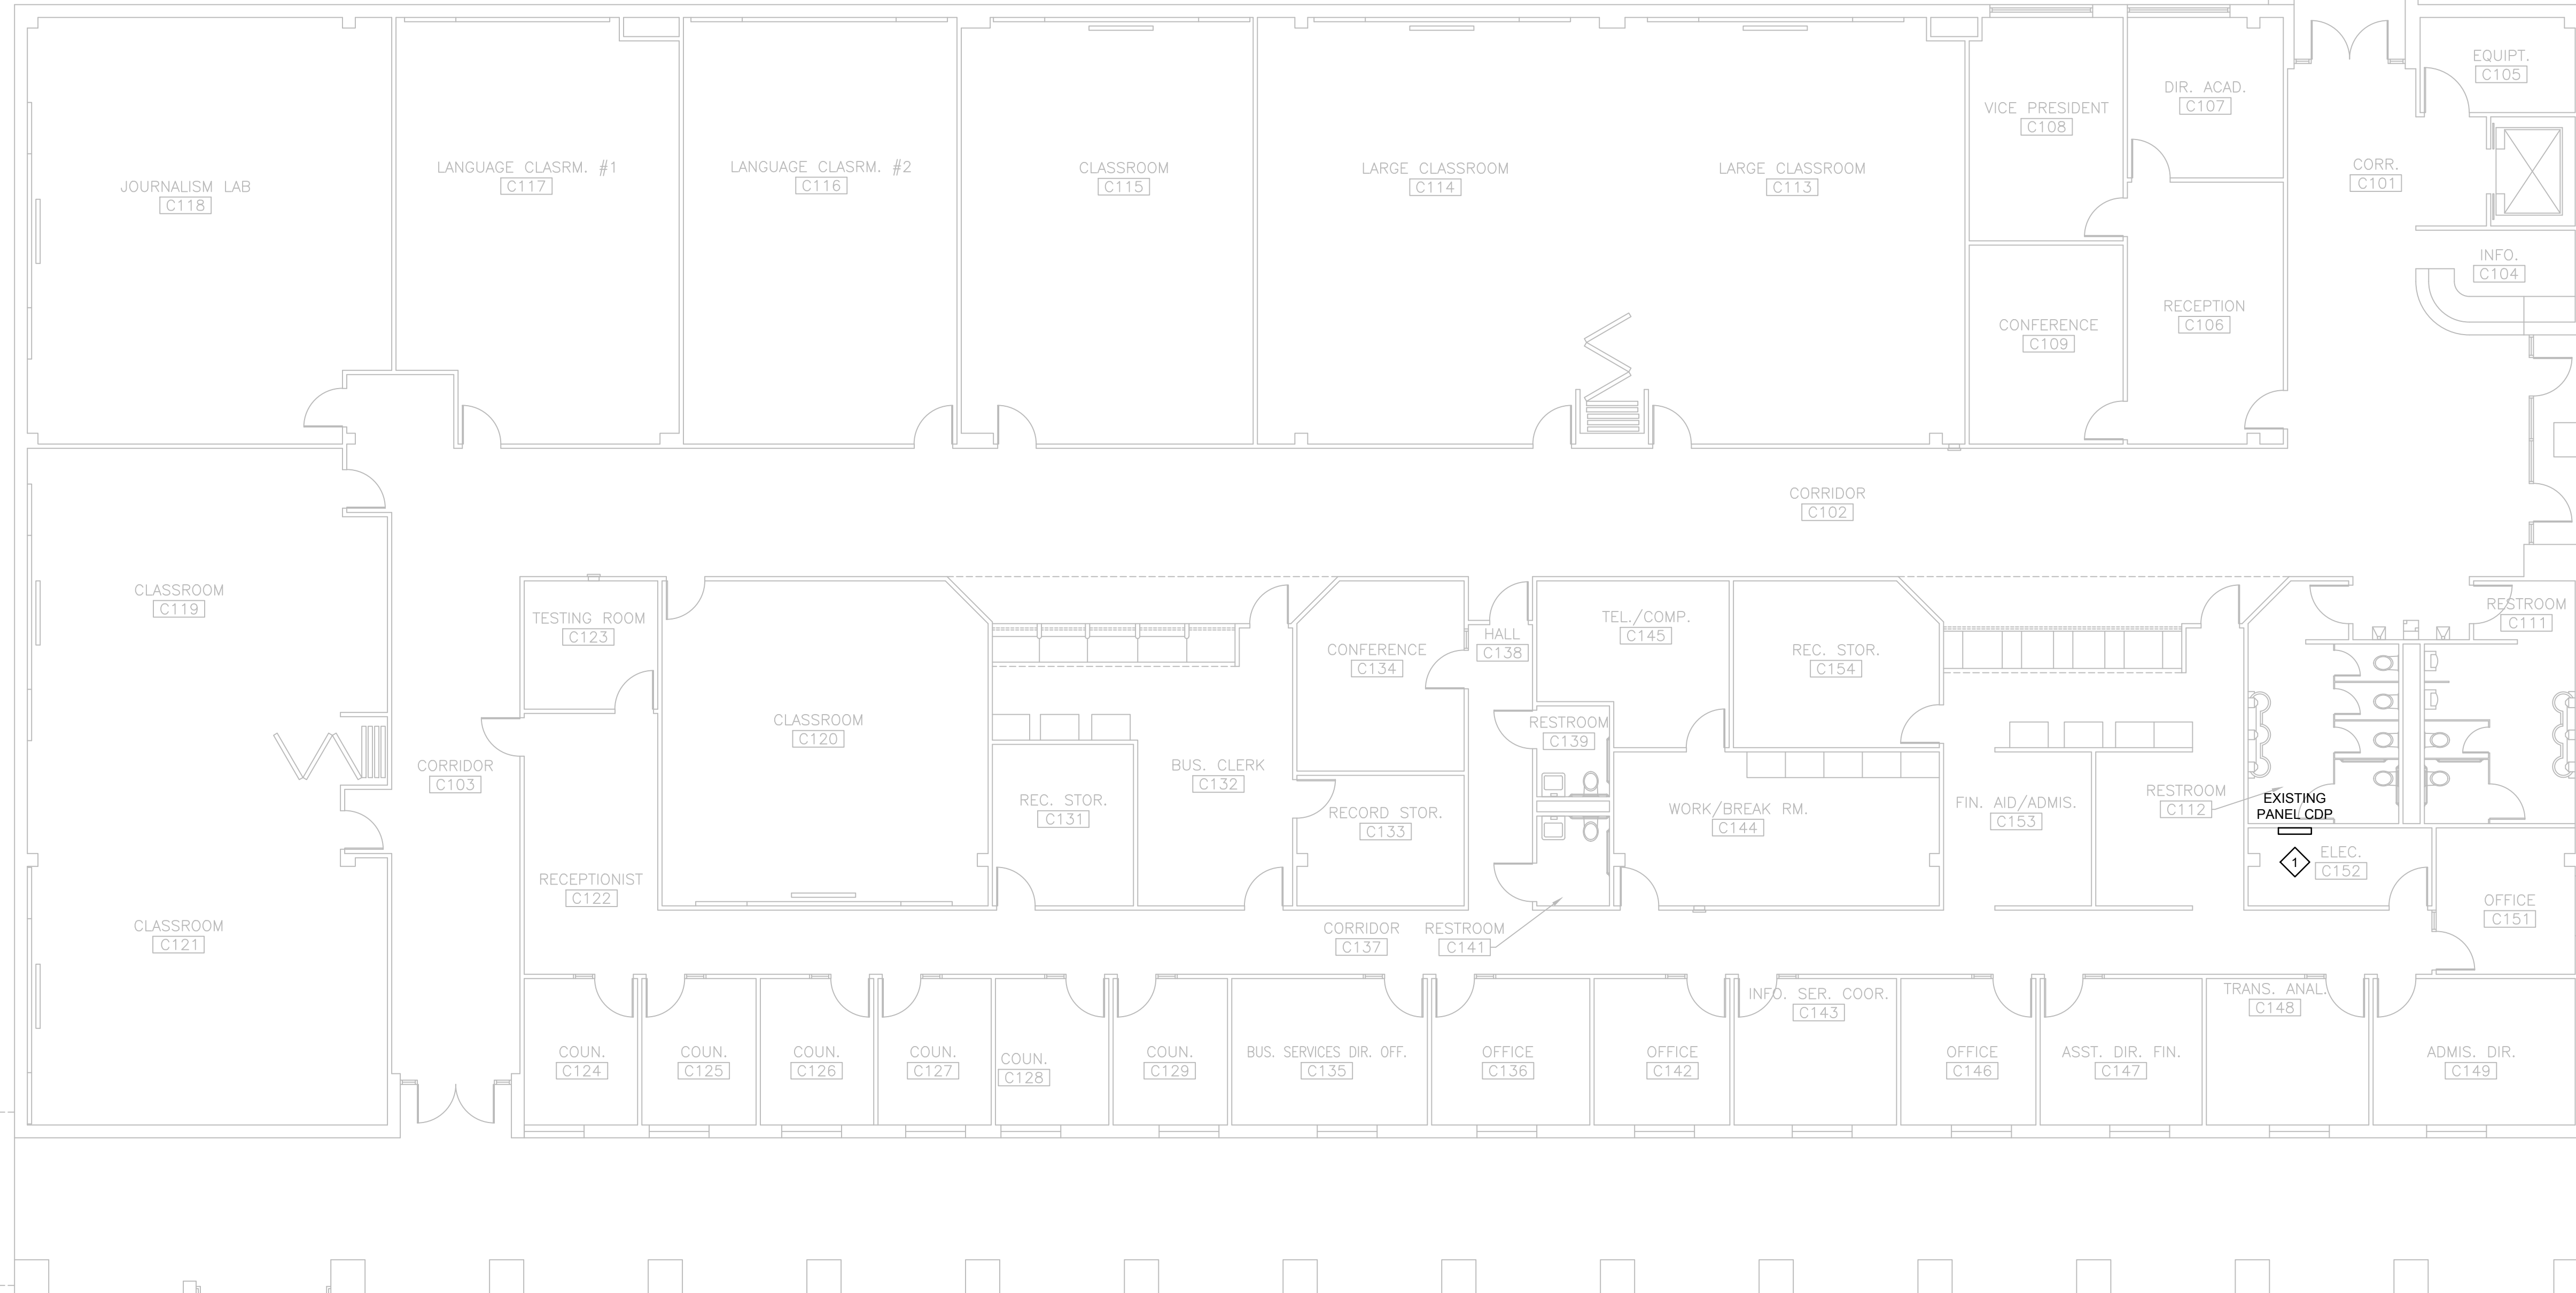 EQUIPT.
C105
DIR. ACAD.
C107
VICE PRESIDENT
C108
LANGUAGE CLASRM. #1
C117
LANGUAGE CLASRM. #2
C116
CLASSROOM
C115
LARGE CLASSROOM
C114
LARGE CLASSROOM
C113
CORR.
C101
JOURNALISM LAB
C118
INFO.
C104
RECEPTION
C106
CONFERENCE
C109
CORRIDOR
C102
CLASSROOM
C119
TESTING ROOM
C123
TEL./COMP.
C145
RESTROOM
C111
HALL
C138
CONFERENCE
C134
REC. STOR.
C154
CLASSROOM
C120
RESTROOM
C139
CORRIDOR
C103
BUS. CLERK
C132
REC. STOR.
C131
RECORD STOR.
C133
WORK/BREAK RM.
C144
FIN. AID/ADMIS.
C153
RESTROOM
C112
EXISTING
PANEL CDP
1
ELEC.
C152
RECEPTIONIST
C122
OFFICE
C151
CLASSROOM
C121
CORRIDOR
C137
RESTROOM
C141
COUN.
C124
COUN.
C125
COUN.
C126
COUN.
C127
COUN.
C128
COUN.
C129
BUS. SERVICES DIR. OFF.
C135
OFFICE
C136
OFFICE
C142
INFO. SER. COOR.
C143
OFFICE
C146
ASST. DIR. FIN.
C147
TRANS. ANAL.
C148
ADMIS. DIR.
C149